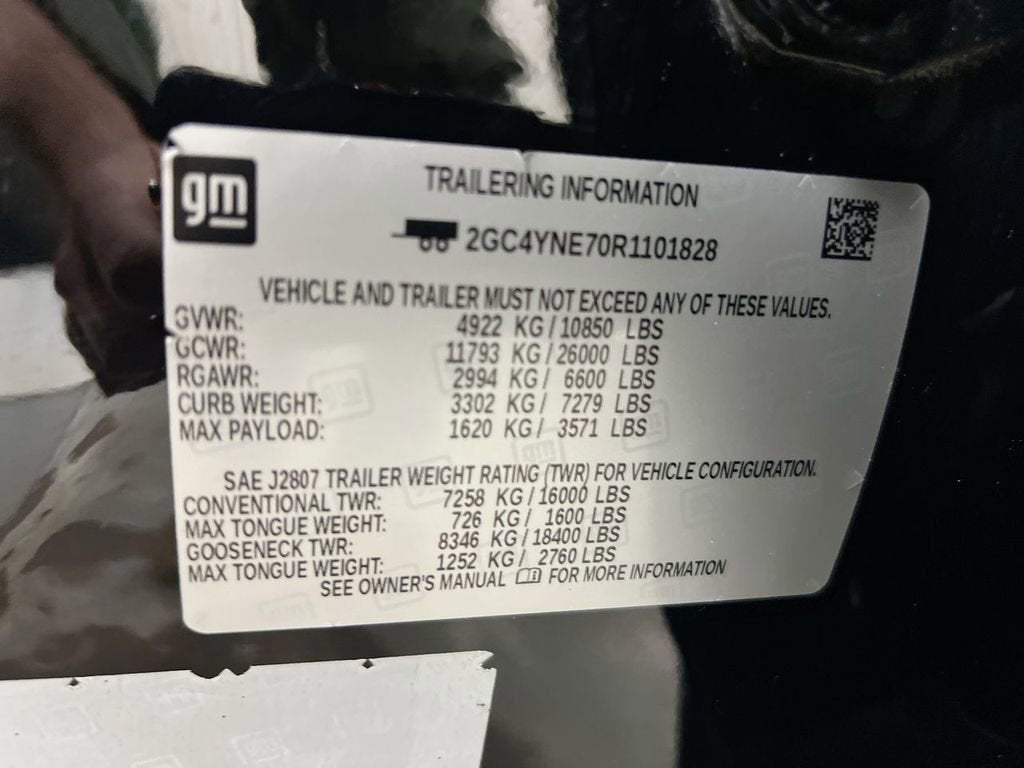 gm
TRAILERING INFORMATION
2GC4YNE70R1101828
VEHICLE AND TRAILER MUST NOT EXCEED ANY OF THESE VALUES.
GVWR: 4922 KG/10850 LBS
GCWR: 11793 KG/26000 LBS
RGAWR: 2994 KG/ 6600 LBS
CURB WEIGHT: 3302 KG/ 7279 LBS
MAX PAYLOAD: 1620 KG/ 3571 LBS
SAE J2807 TRAILER WEIGHT RATING (TWR) FOR VEHICLE CONFIGURATION.
CONVENTIONAL TWR: 7258 KG/16000 LBS
MAX TONGUE WEIGHT: 726 KG/ 1600 LBS
GOOSENECK TWR: 8346 KG/18400 LBS
MAX TONGUE WEIGHT: 1252 KG/ 2760 LBS
SEE OWNER'S MANUAL FOR MORE INFORMATION